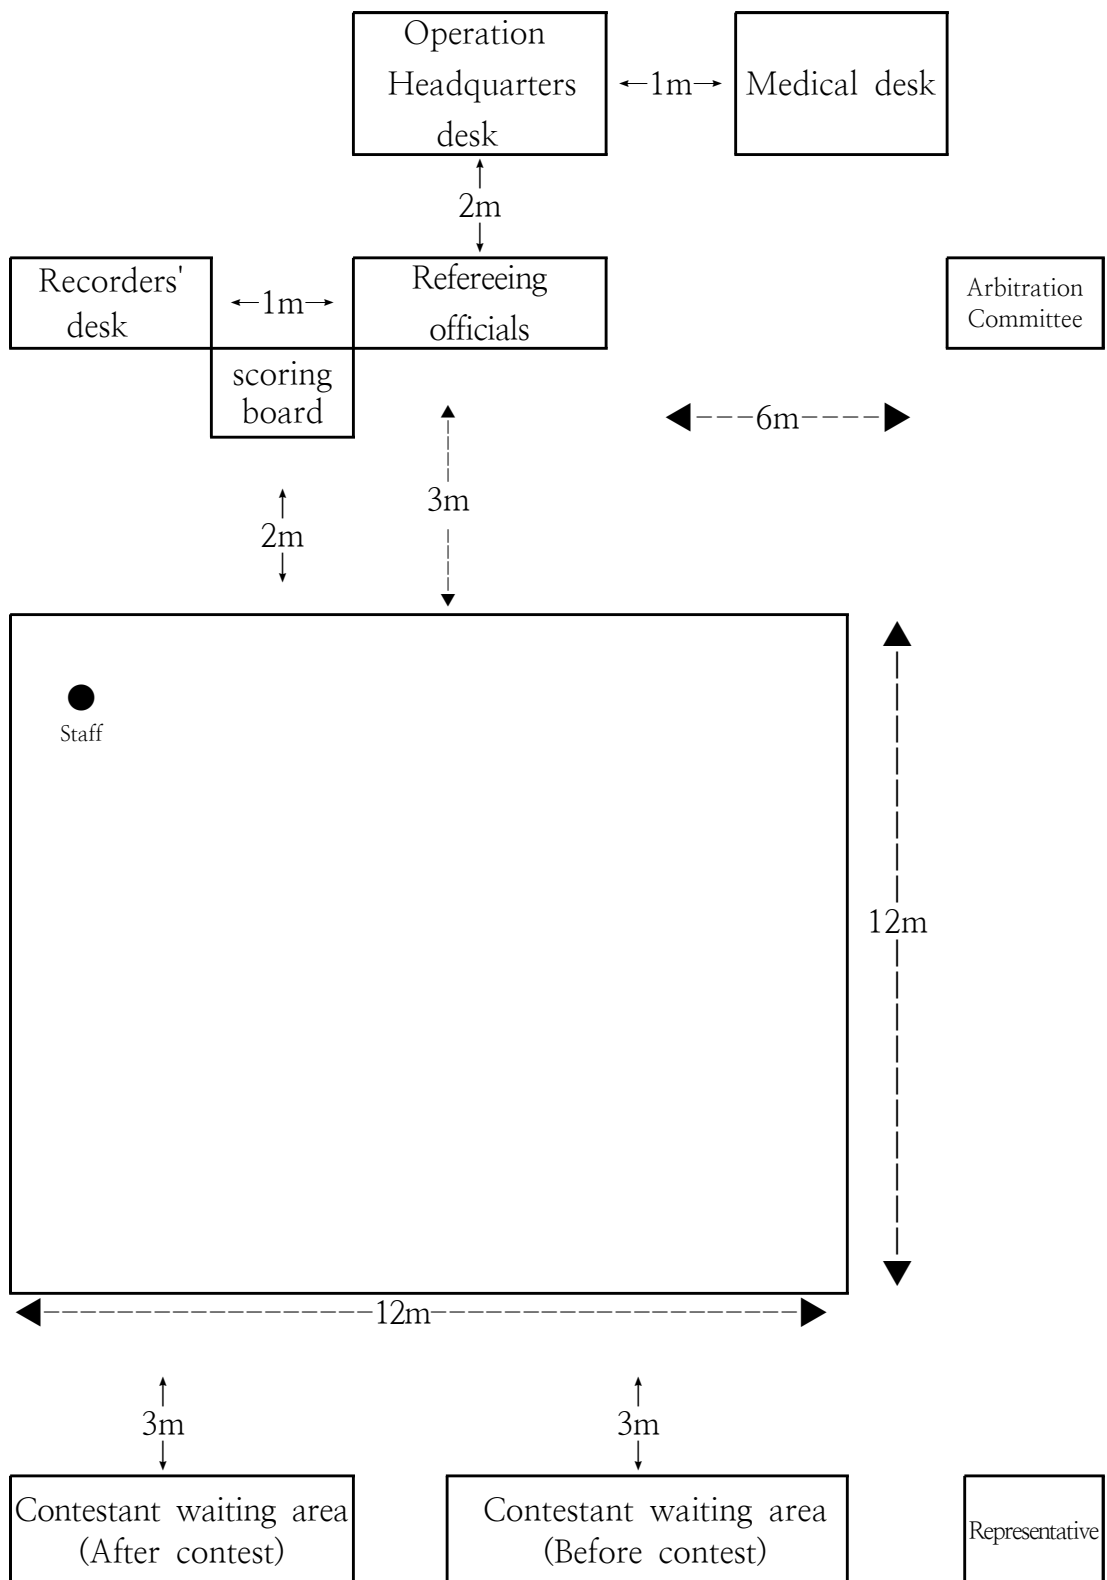 Operation
Headquarters
desk
1m
Medical desk
2m
Recorders'
desk
1m
Refereeing
officials
Arbitration
Committee
scoring
board
6m
3m
2m
Staff
12m
12m
3m
3m
Contestant waiting area
(After contest)
Contestant waiting area
(Before contest)
Representative